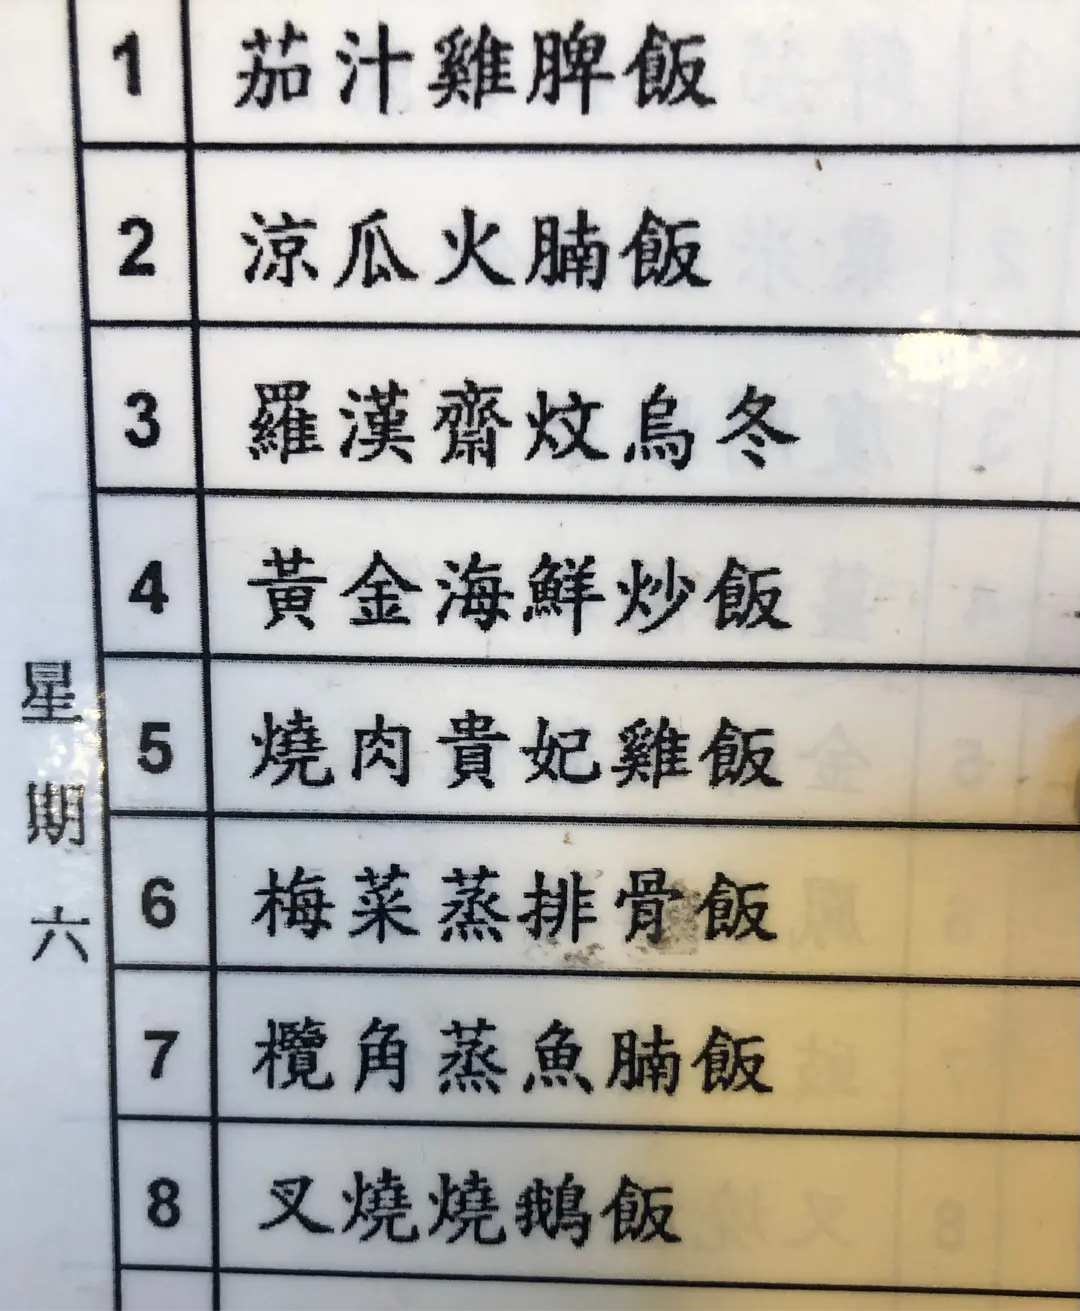 星期六
1 茄汁雞脾飯
2 涼瓜火腩飯
3 羅漢齋炆烏冬
4 黃金海鮮炒飯
5 燒肉貴妃雞飯
6 梅菜蒸排骨飯
7 欖角蒸魚腩飯
8 叉燒燒鵝飯